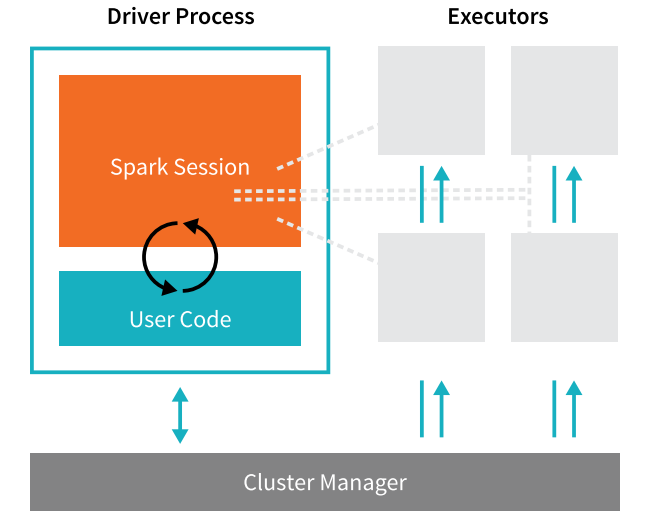 Driver Process
Executors
Spark Session
User Code
Cluster Manager